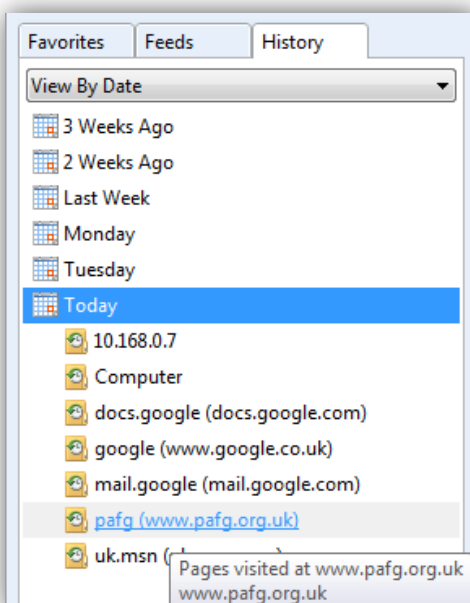 Favorites Feeds History
View By Date
3 Weeks Ago
2 Weeks Ago
Last Week
Monday
Tuesday
Today
10.168.0.7
Computer
docs.google (docs.google.com)
google (www.google.co.uk)
mail.google (mail.google.com)
pafg (www.pafg.org.uk)
uk.msn (
Pages visited at www.pafg.org.uk
www.pafg.org.uk